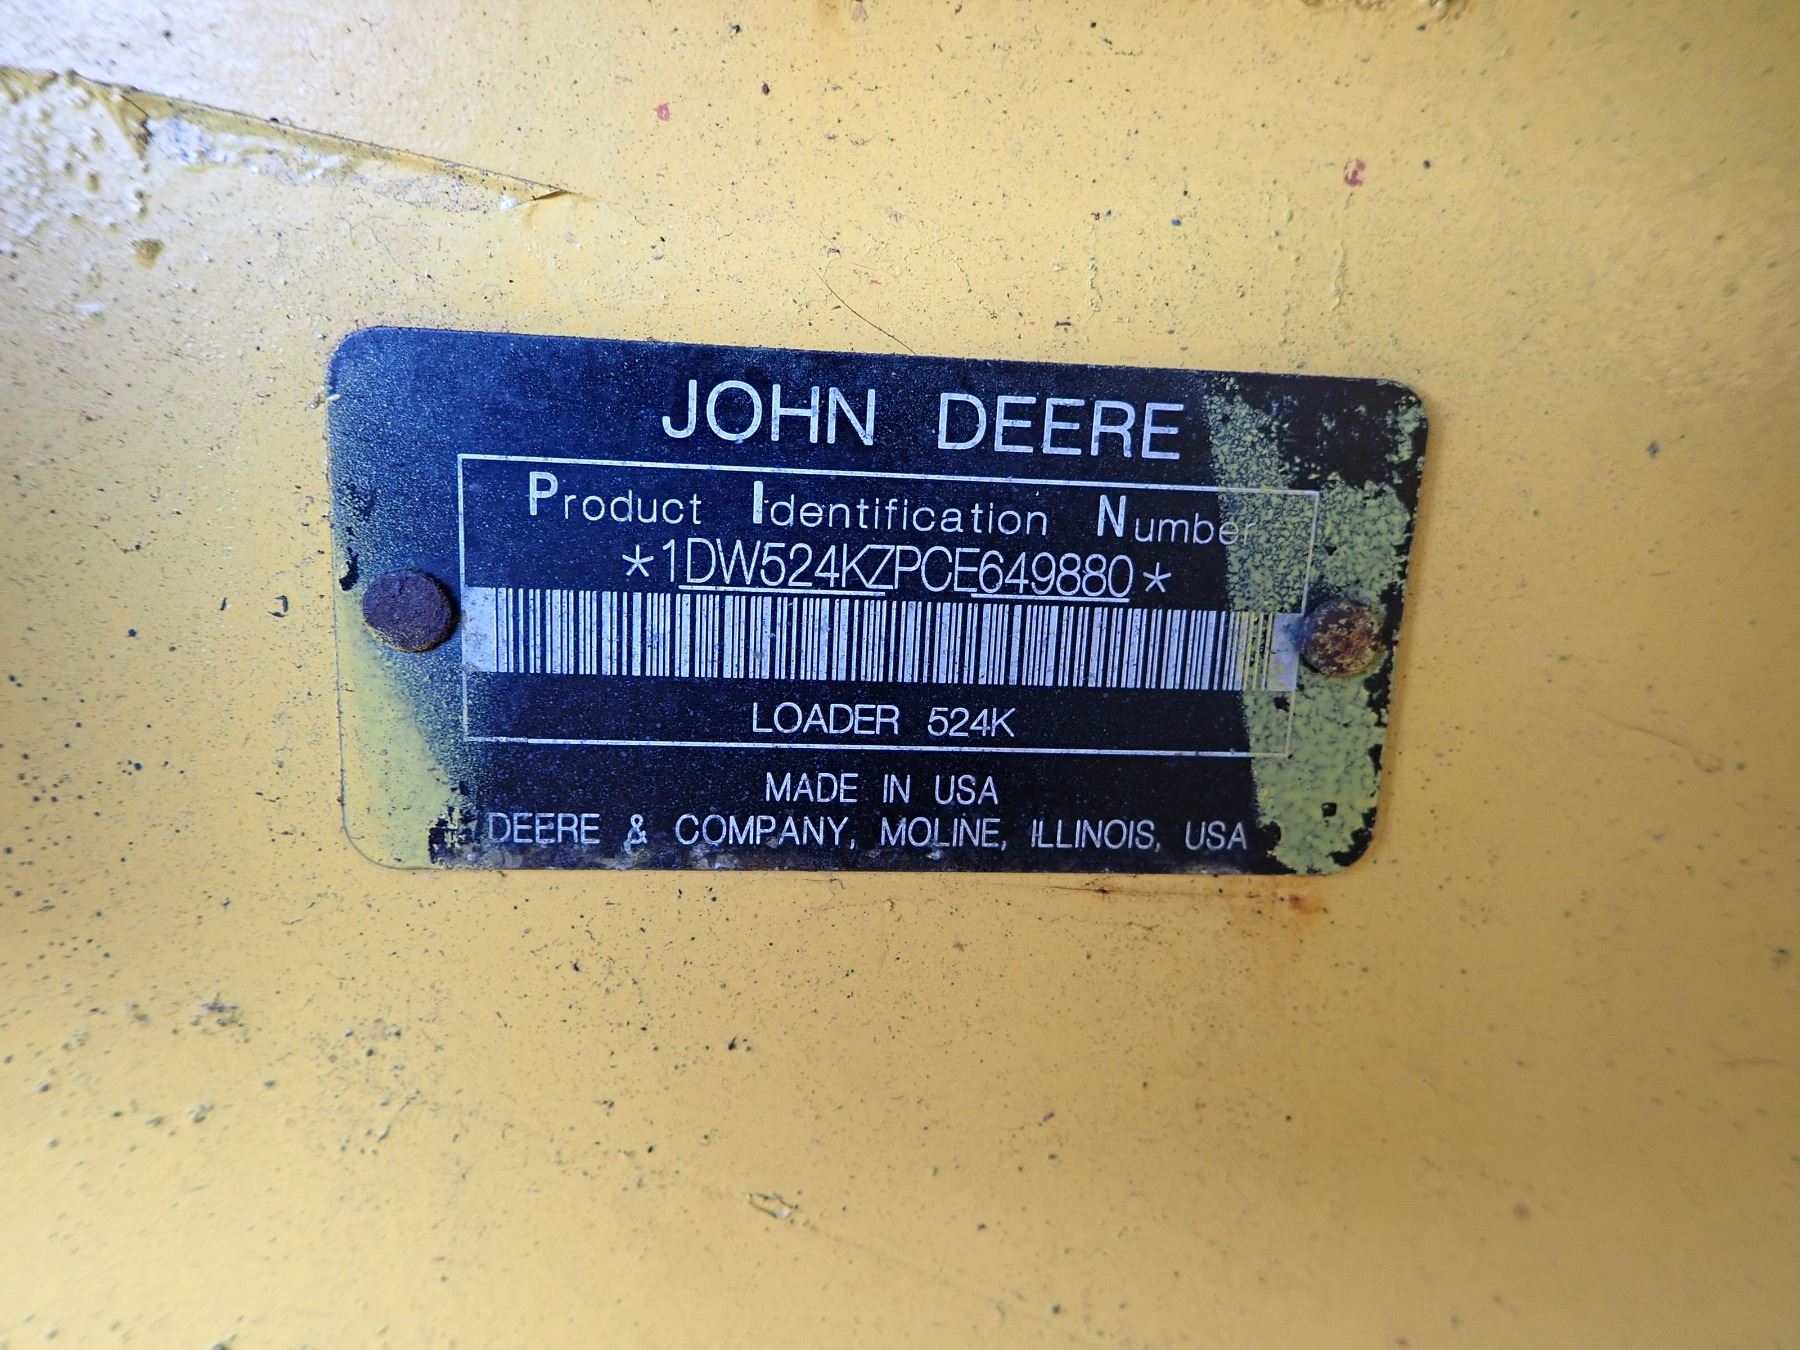 JOHN DEERE
Product Identification Number
*1DW524KZPCE649880*
LOADER 524K
MADE IN USA
DEERE & COMPANY, MOLINE, ILLINOIS, USA